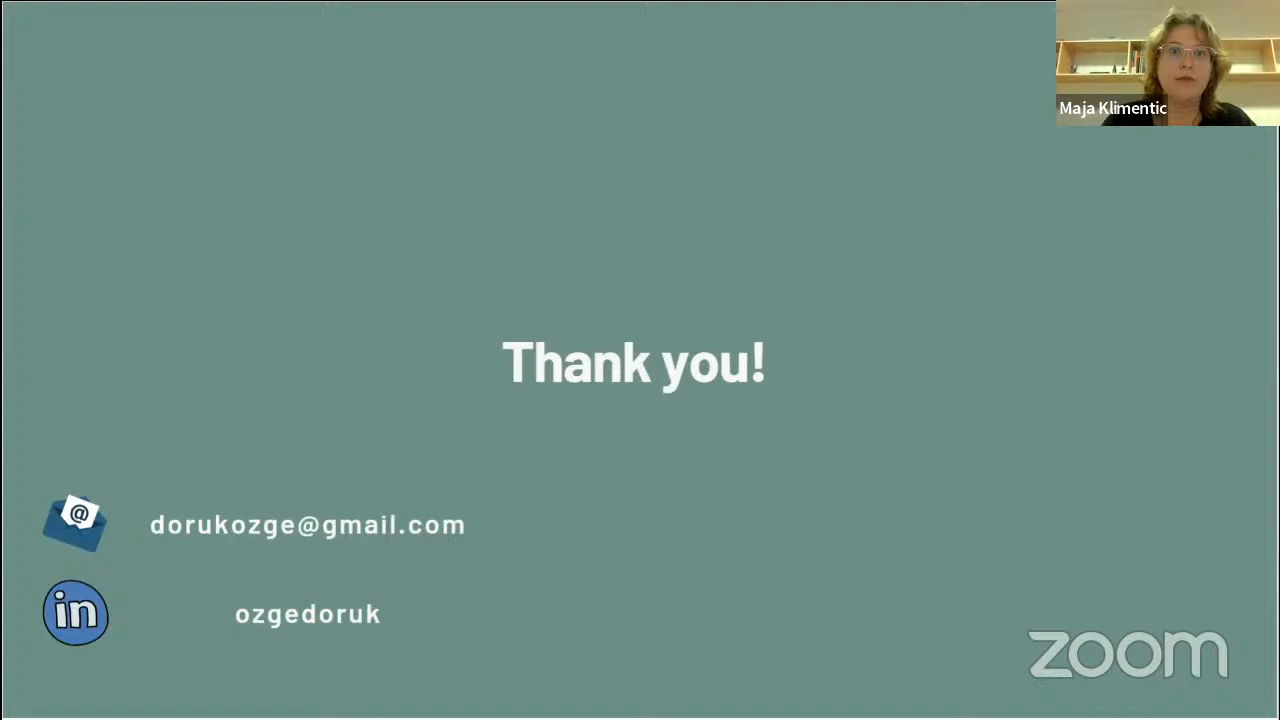 Maja Klimentic
Thank you!
@
dorukozge@gmail.com
in
ozgedoruk
zoom